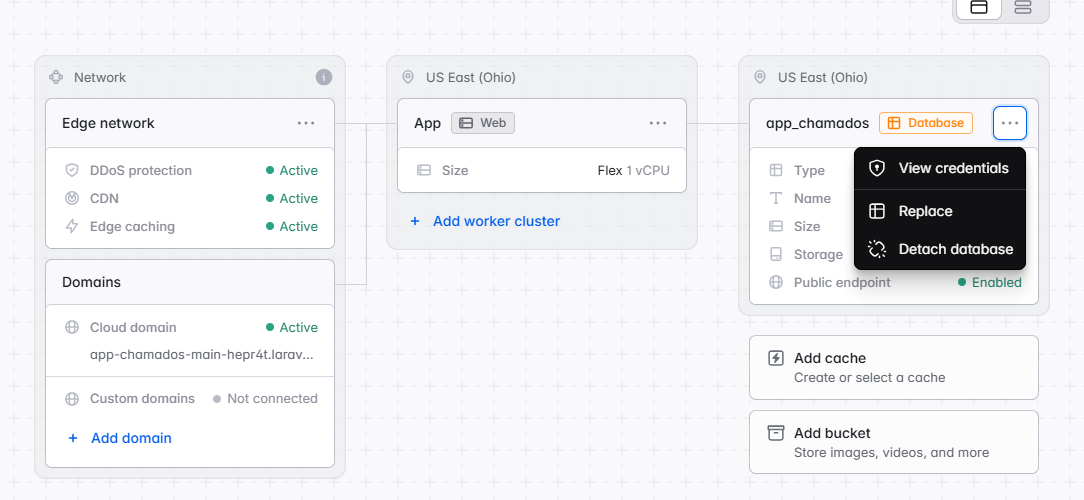 Network
Edge network
DDoS protection Active
CDN Active
Edge caching Active
Domains
Cloud domain Active
app-chamados-main-hepr4t.larav...
Custom domains Not connected
+ Add domain
US East (Ohio)
App Web
Size Flex 1 vCPU
+ Add worker cluster
US East (Ohio)
app_chamados Database
View credentials
Replace
Detach database
Type
Name
Size
Storage
Public endpoint Enabled
Add cache
Create or select a cache
Add bucket
Store images, videos, and more